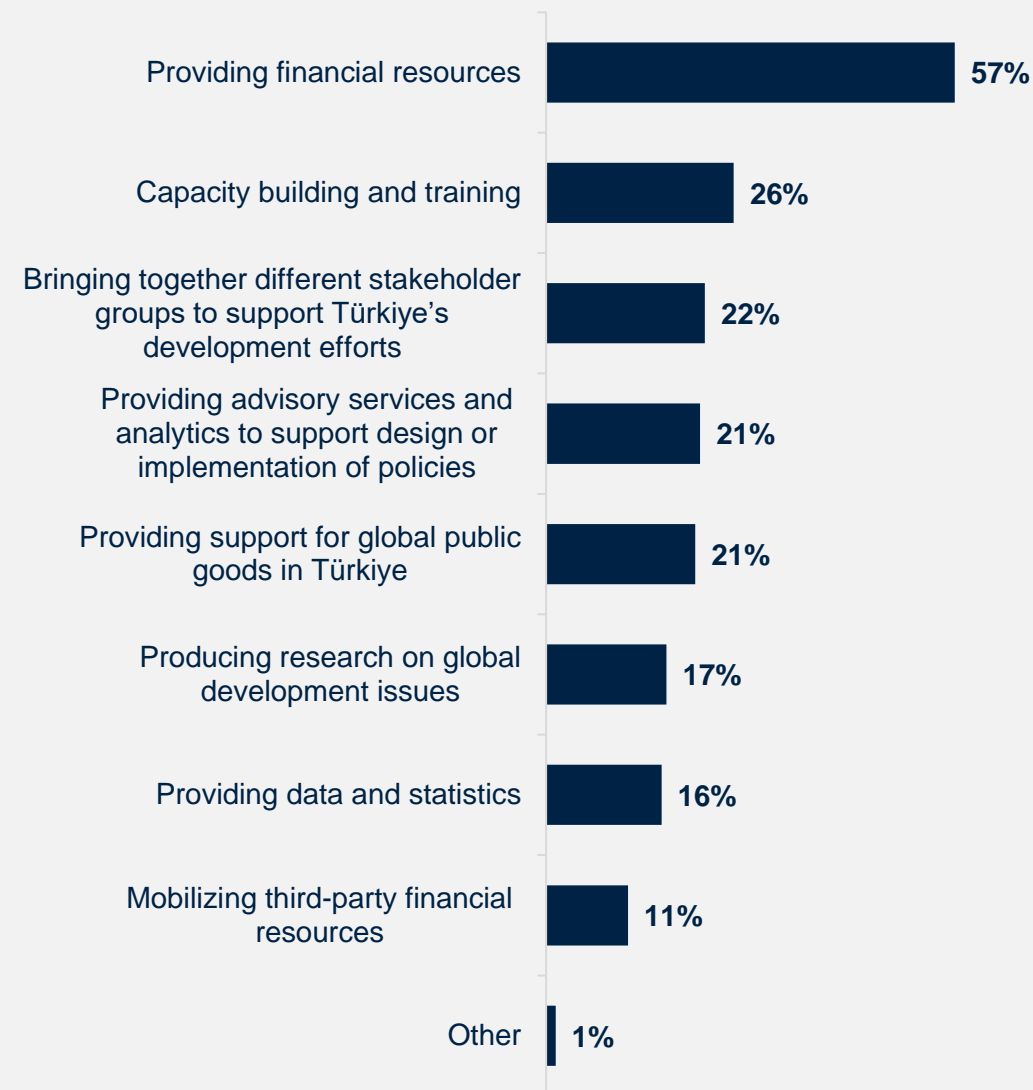 Providing financial resources
57%
Capacity building and training
26%
Bringing together different stakeholder
groups to support Türkiye’s
development efforts
22%
Providing advisory services and
analytics to support design or
implementation of policies
21%
Providing support for global public
goods in Türkiye
21%
Producing research on global
development issues
17%
Providing data and statistics
16%
Mobilizing third-party financial
resources
11%
Other
1%